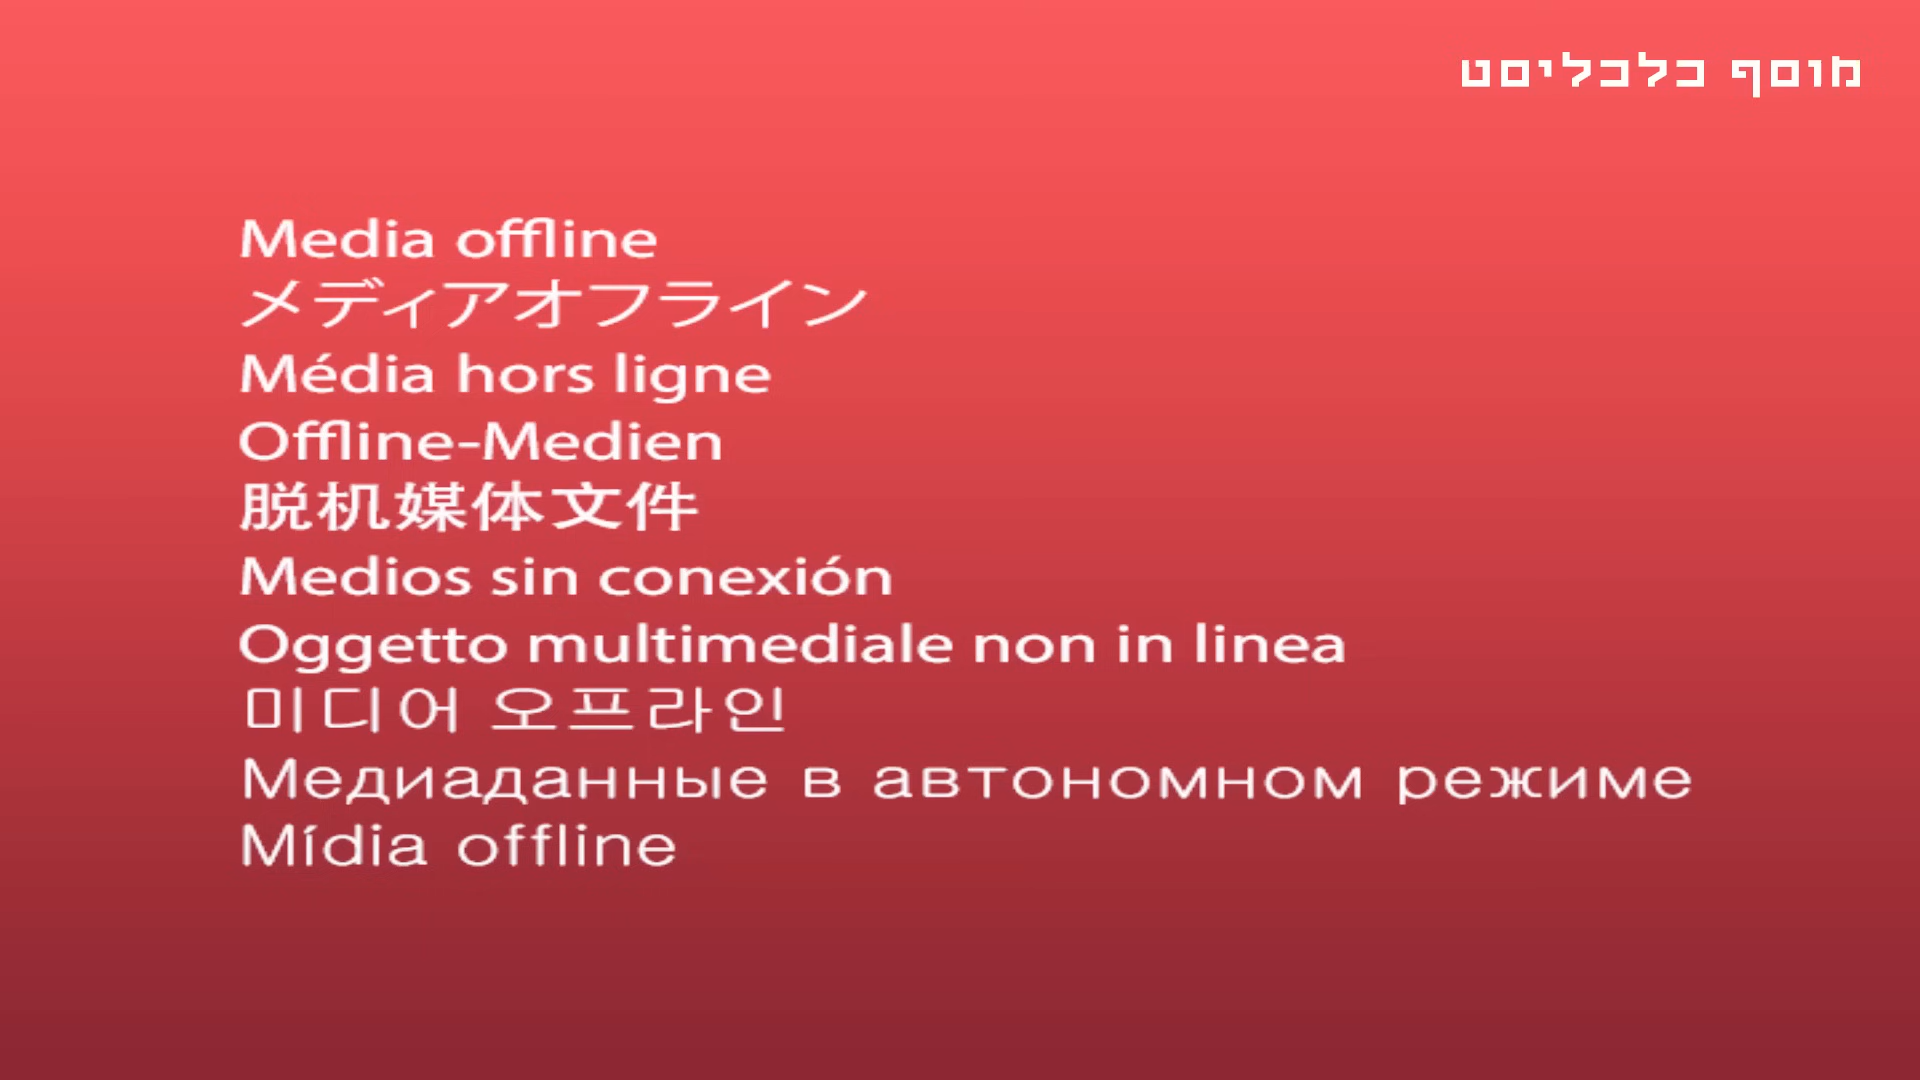 מוסף כלכליסט
Media offline
メディアオフライン
Média hors ligne
Offline-Medien
脱机媒体文件
Medios sin conexión
Oggetto multimediale non in linea
미디어 오프라인
Медиаданные в автономном режиме
Mídia offline